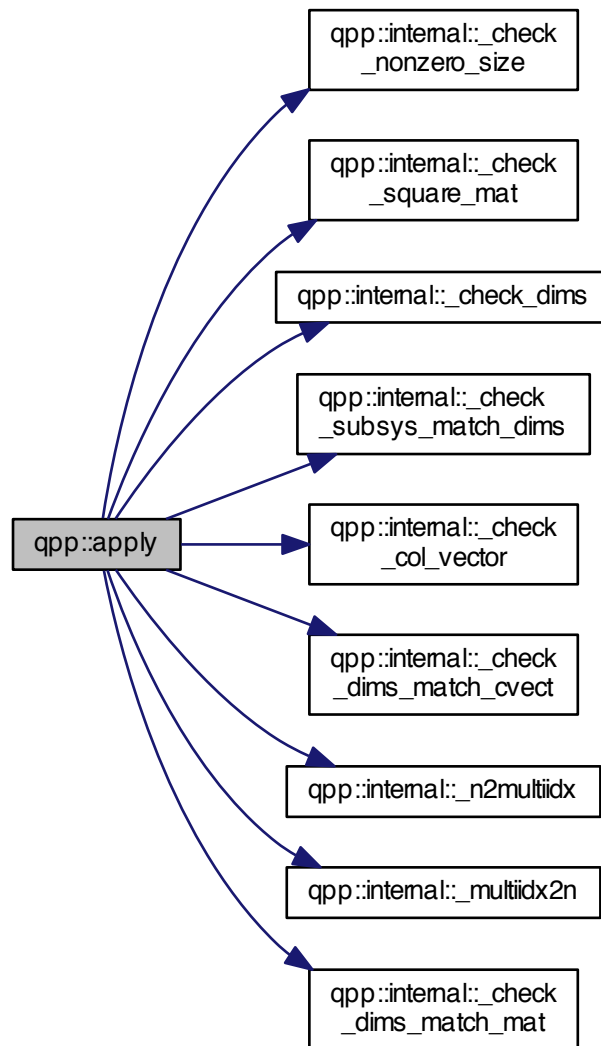 qpp::internal::_check
_nonzero_size
qpp::internal::_check
_square_mat
qpp::internal::_check_dims
qpp::internal::_check
_subsys_match_dims
qpp::apply
qpp::internal::_check
_col_vector
qpp::internal::_check
_dims_match_cvect
qpp::internal::_n2multiidx
qpp::internal::_multiidx2n
qpp::internal::_check
_dims_match_mat